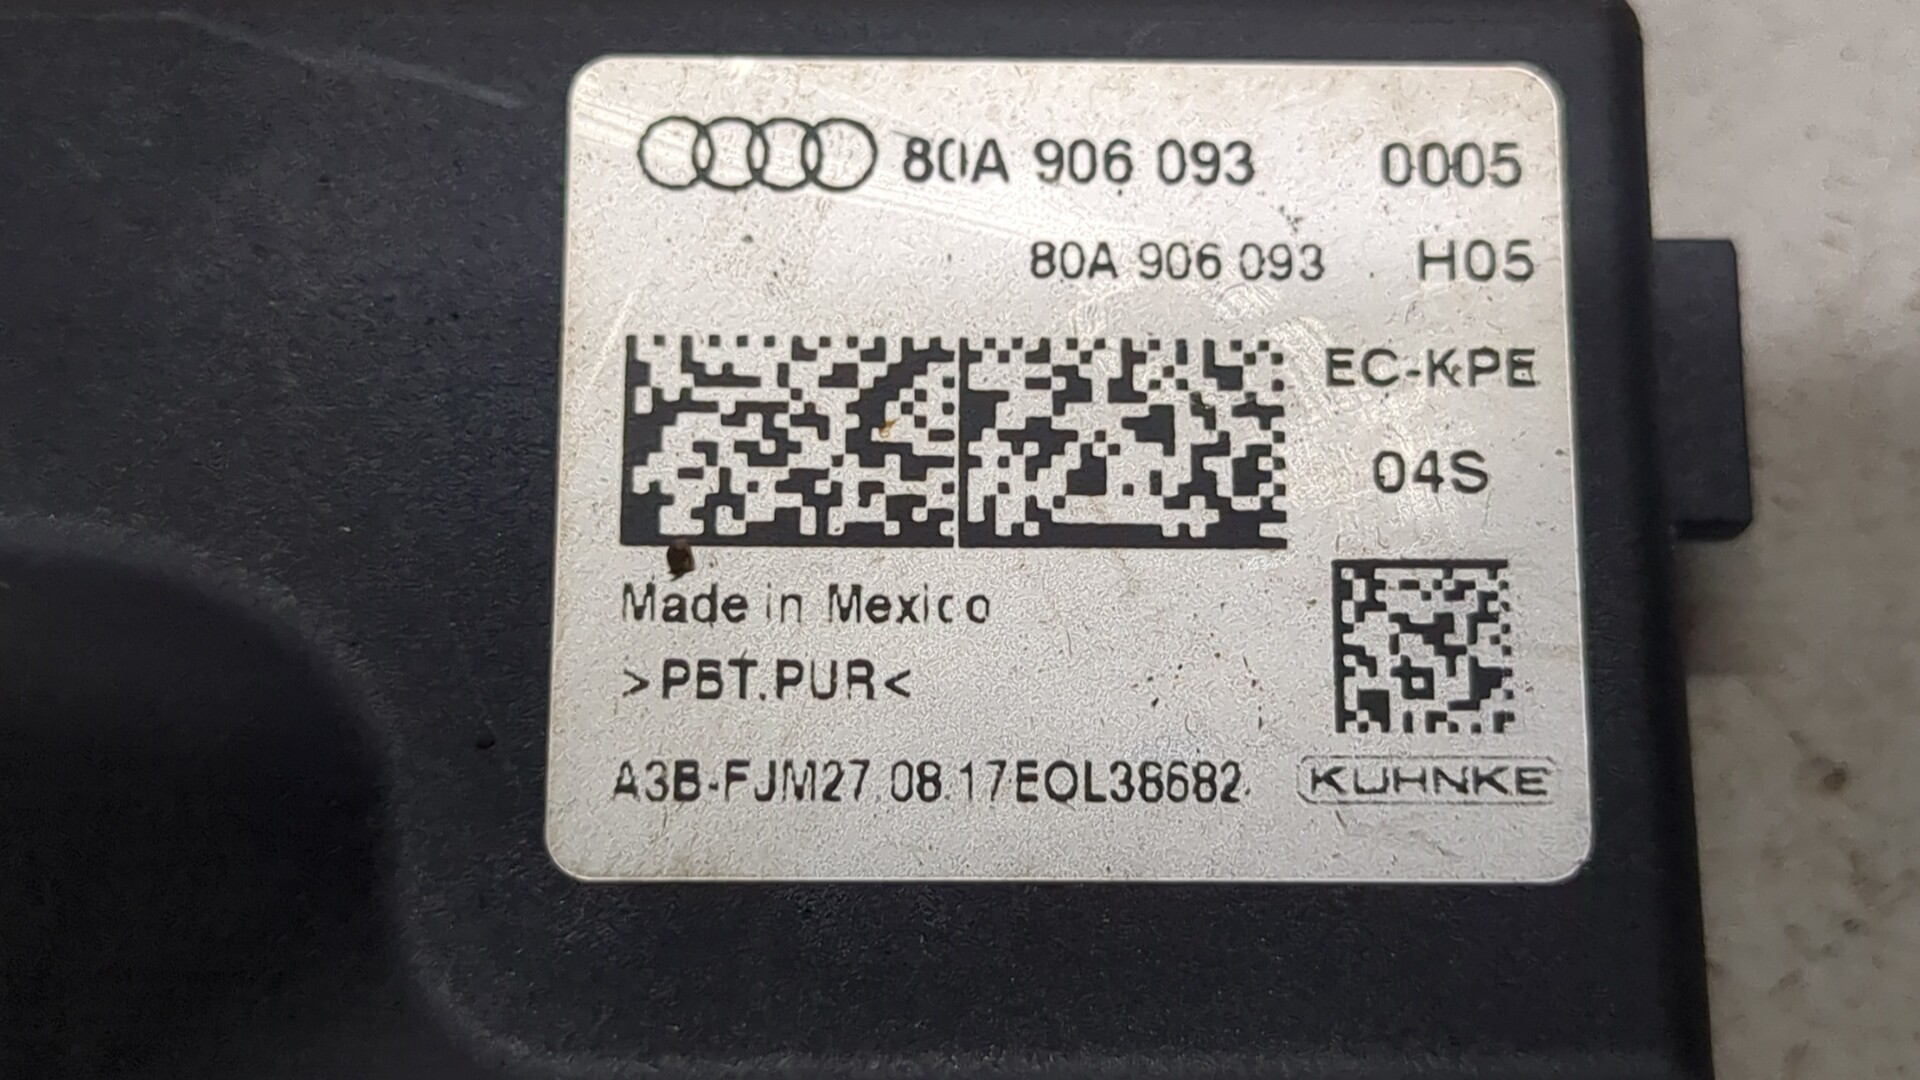 80A 906 093 0005
80A 906 093 H05
EC-KPE
04S
Made in Mexico
>PBT.PUR<
A3B-FJM27.08.17EOL38682
KUHNKE